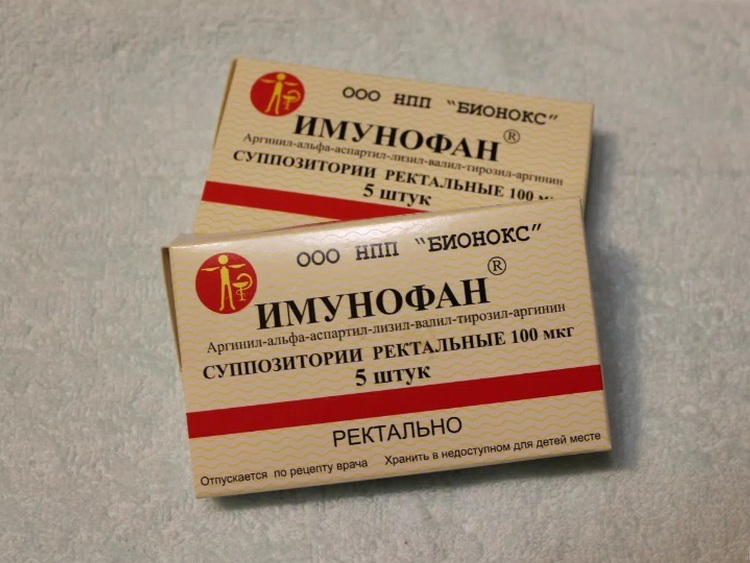 ООО НПП "БИОНОКС"
ИМУНОФАН®
Аргинил-альфа-аспартил-лизил-валил-тирозил-аргинин
СУППОЗИТОРИИ РЕКТАЛЬНЫЕ 100 мкг
5 штук
ООО НПП "БИОНОКС"
ИМУНОФАН®
Аргинил-альфа-аспартил-лизил-валил-тирозил-аргинин
СУППОЗИТОРИИ РЕКТАЛЬНЫЕ 100 мкг
5 штук
РЕКТАЛЬНО
Отпускается по рецепту врача Хранить в недоступном для детей месте